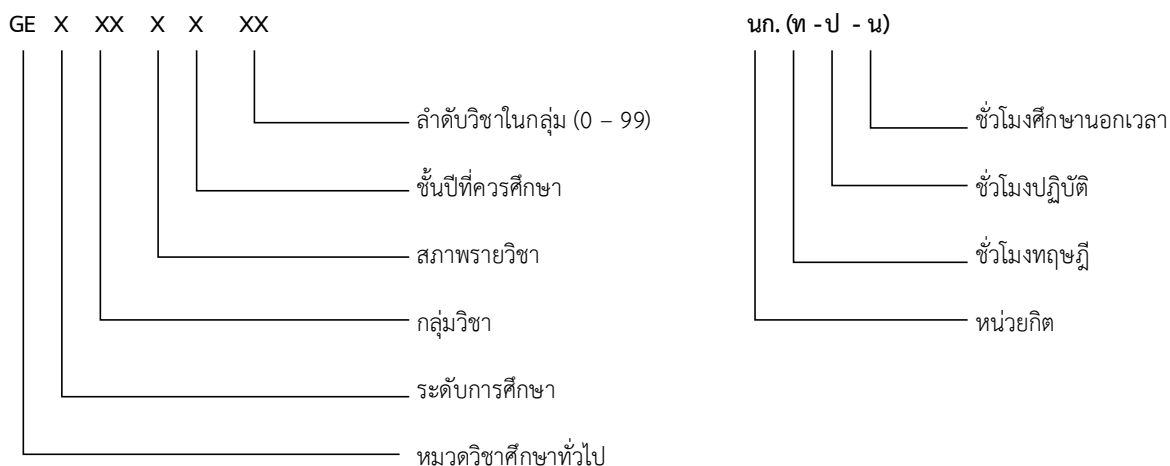 GE X XX X X XX
นก. (ท - ป - น)
ลำดับวิชาในกลุ่ม (0 – 99)
ชั้นปีที่ควรศึกษา
สภาพรายวิชา
กลุ่มวิชา
ระดับการศึกษา
หมวดวิชาศึกษาทั่วไป
ชั่วโมงศึกษานอกเวลา
ชั่วโมงปฏิบัติ
ชั่วโมงทฤษฎี
หน่วยกิต